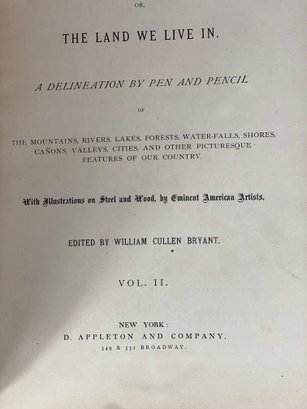 OR,
THE LAND WE LIVE IN.
A DELINEATION BY PEN AND PENCIL
OF
THE MOUNTAINS, RIVERS, LAKES, FORESTS, WATER-FALLS, SHORES,
CAÑONS, VALLEYS, CITIES, AND OTHER PICTURESQUE
FEATURES OF OUR COUNTRY.
With Illustrations on Steel and Wood, by Eminent American Artists.
EDITED BY WILLIAM CULLEN BRYANT.
VOL. II.
NEW YORK:
D. APPLETON AND COMPANY,
549 & 551 BROADWAY.